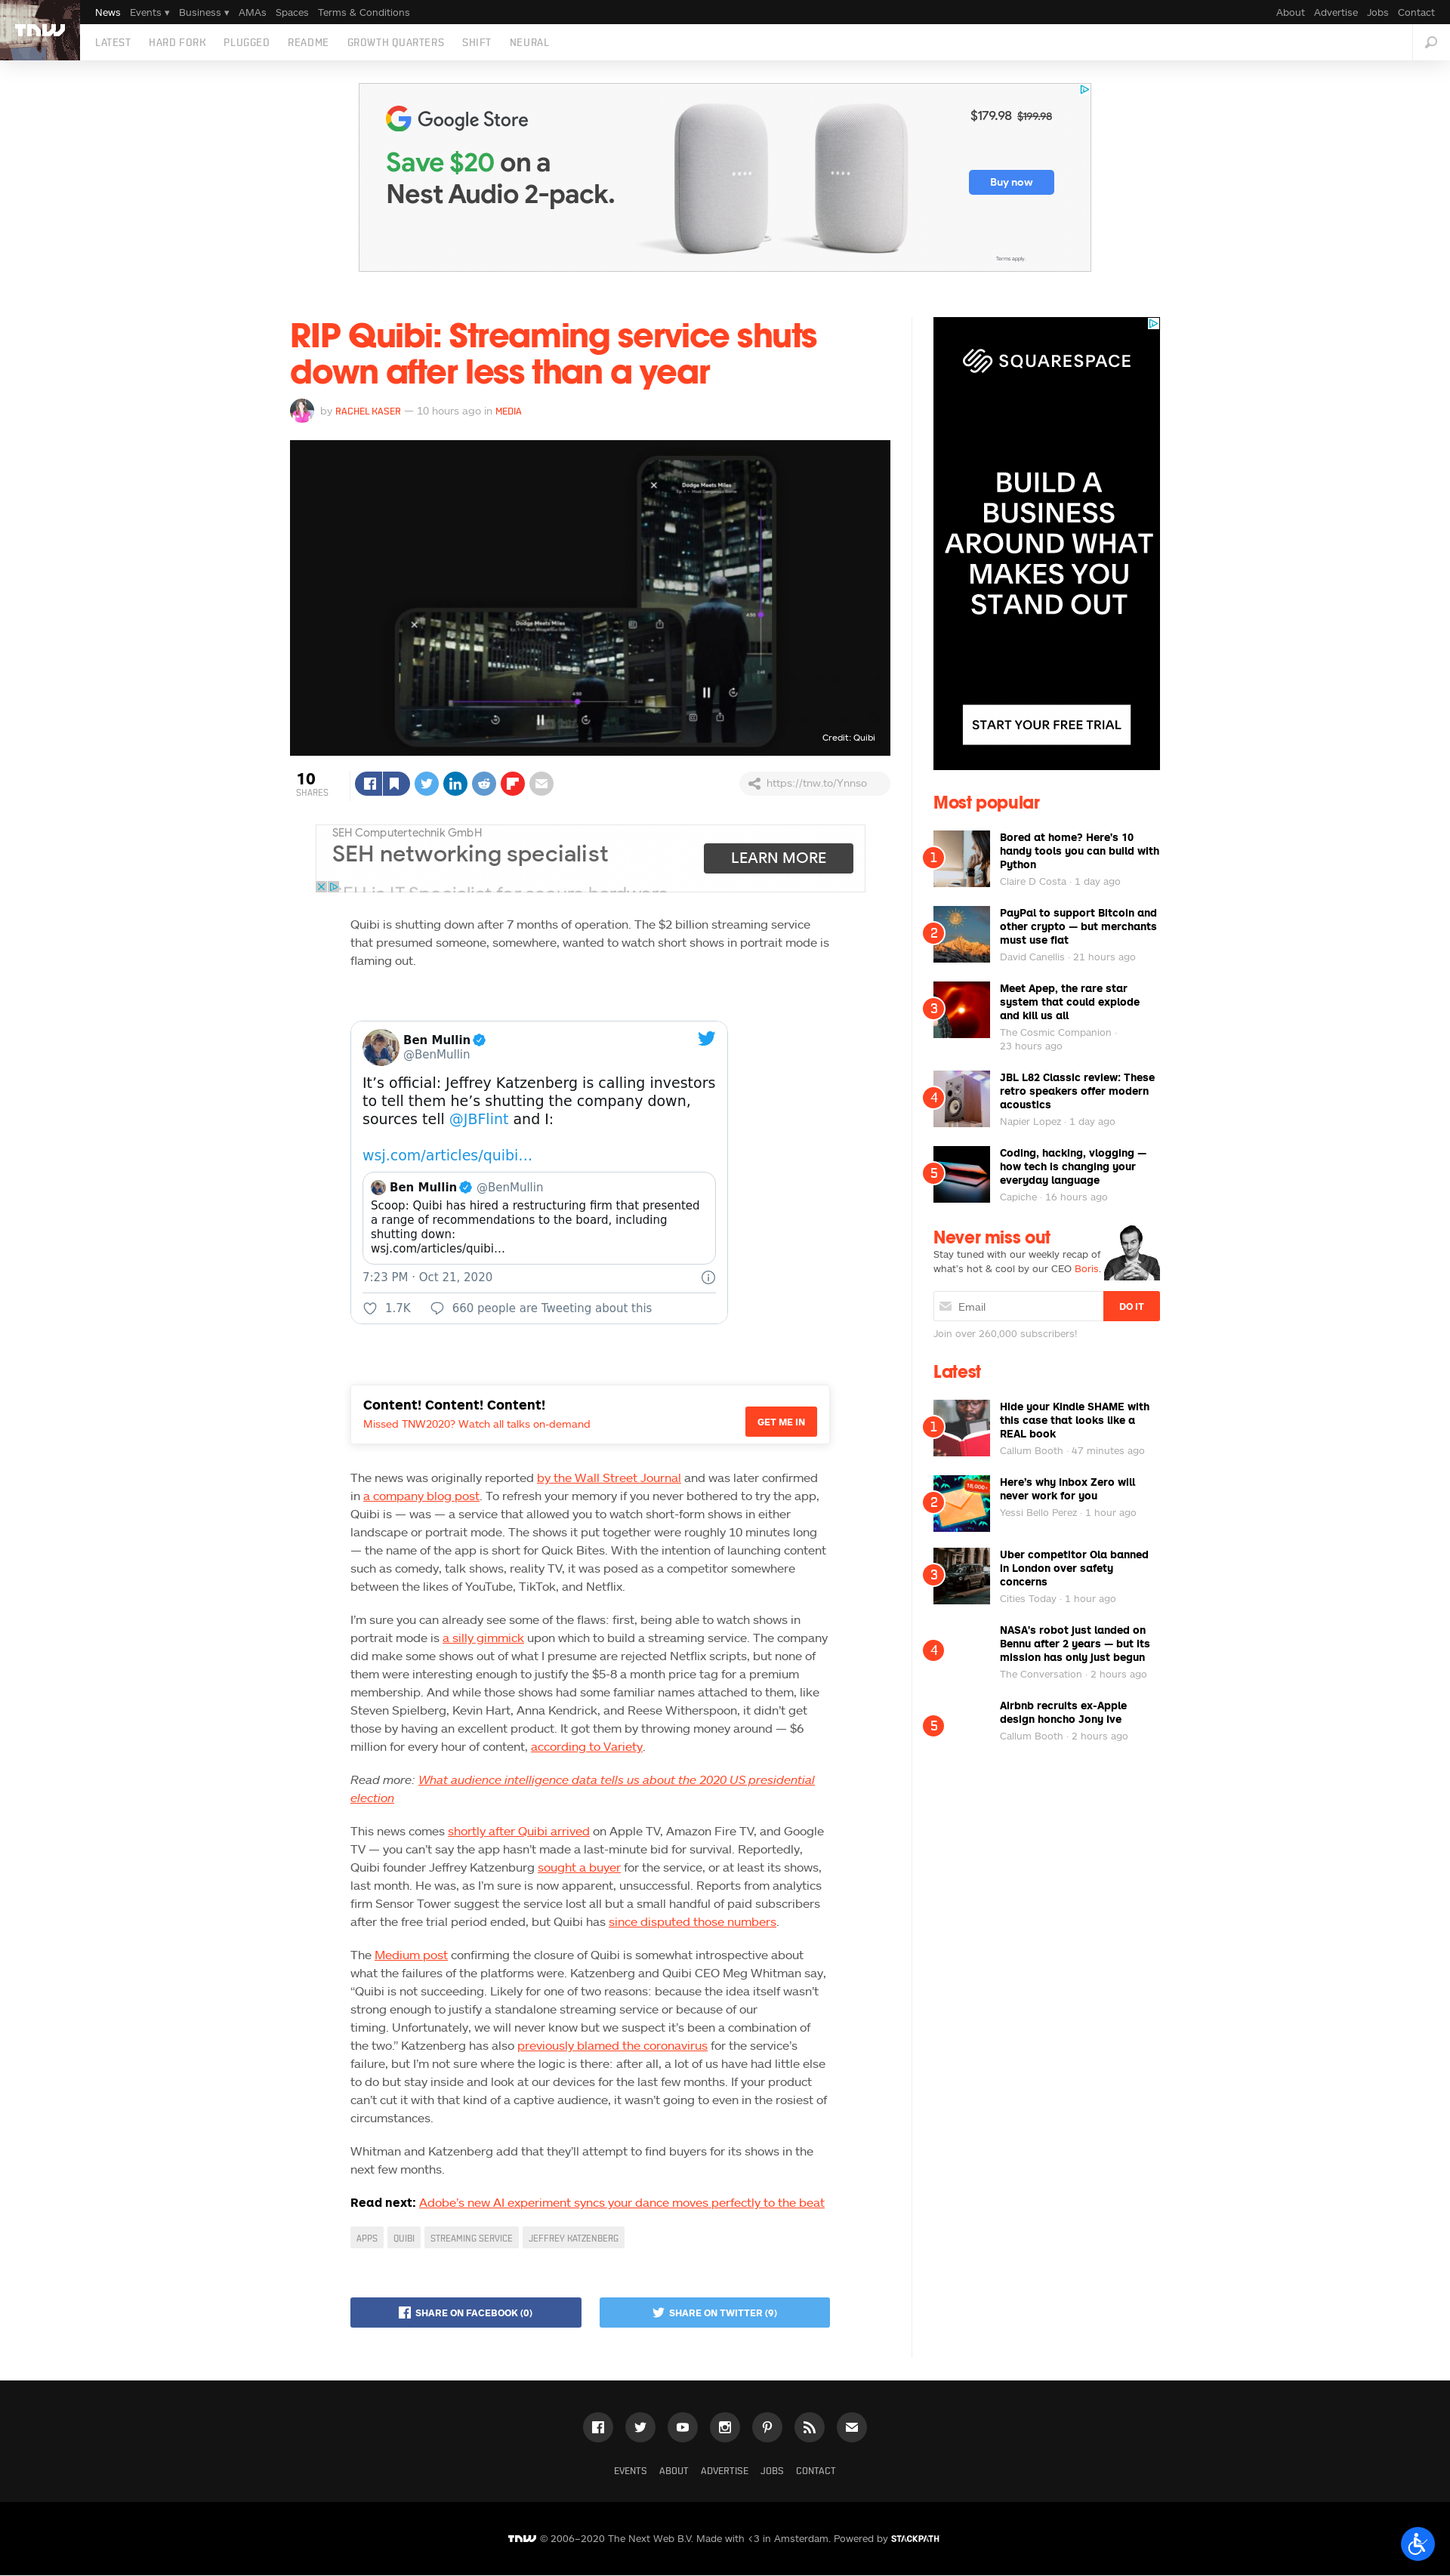 TNW
News Events ▾ Business ▾ AMAs Spaces Terms & Conditions
About Advertise Jobs Contact
LATEST HARD FORK PLUGGED README GROWTH QUARTERS SHIFT NEURAL
Google Store
Save $20 on a
Nest Audio 2-pack.
$179.98 $199.98
Buy now
Terms apply.
RIP Quibi: Streaming service shuts
down after less than a year
by RACHEL KASER — 10 hours ago in MEDIA
Dodge Meets Miles
Dodge Meets Miles
Credit: Quibi
10
SHARES
https://tnw.to/Ynnso
SEH Computertechnik GmbH
SEH networking specialist
LEARN MORE
Quibi is shutting down after 7 months of operation. The $2 billion streaming service
that presumed someone, somewhere, wanted to watch short shows in portrait mode is
flaming out.
Ben Mullin
@BenMullin
It’s official: Jeffrey Katzenberg is calling investors
to tell them he’s shutting the company down,
sources tell @JBFlint and I:
wsj.com/articles/quibi…
Ben Mullin @BenMullin
Scoop: Quibi has hired a restructuring firm that presented
a range of recommendations to the board, including
shutting down:
wsj.com/articles/quibi…
7:23 PM · Oct 21, 2020
1.7K 660 people are Tweeting about this
Content! Content! Content!
Missed TNW2020? Watch all talks on-demand
GET ME IN
The news was originally reported by the Wall Street Journal and was later confirmed
in a company blog post. To refresh your memory if you never bothered to try the app,
Quibi is — was — a service that allowed you to watch short-form shows in either
landscape or portrait mode. The shows it put together were roughly 10 minutes long
— the name of the app is short for Quick Bites. With the intention of launching content
such as comedy, talk shows, reality TV, it was posed as a competitor somewhere
between the likes of YouTube, TikTok, and Netflix.
I’m sure you can already see some of the flaws: first, being able to watch shows in
portrait mode is a silly gimmick upon which to build a streaming service. The company
did make some shows out of what I presume are rejected Netflix scripts, but none of
them were interesting enough to justify the $5-8 a month price tag for a premium
membership. And while those shows had some familiar names attached to them, like
Steven Spielberg, Kevin Hart, Anna Kendrick, and Reese Witherspoon, it didn’t get
those by having an excellent product. It got them by throwing money around — $6
million for every hour of content, according to Variety.
Read more: What audience intelligence data tells us about the 2020 US presidential
election
This news comes shortly after Quibi arrived on Apple TV, Amazon Fire TV, and Google
TV — you can’t say the app hasn’t made a last-minute bid for survival. Reportedly,
Quibi founder Jeffrey Katzenburg sought a buyer for the service, or at least its shows,
last month. He was, as I’m sure is now apparent, unsuccessful. Reports from analytics
firm Sensor Tower suggest the service lost all but a small handful of paid subscribers
after the free trial period ended, but Quibi has since disputed those numbers.
The Medium post confirming the closure of Quibi is somewhat introspective about
what the failures of the platforms were. Katzenberg and Quibi CEO Meg Whitman say,
“Quibi is not succeeding. Likely for one of two reasons: because the idea itself wasn’t
strong enough to justify a standalone streaming service or because of our
timing. Unfortunately, we will never know but we suspect it’s been a combination of
the two.” Katzenberg has also previously blamed the coronavirus for the service’s
failure, but I’m not sure where the logic is there: after all, a lot of us have had little else
to do but stay inside and look at our devices for the last few months. If your product
can’t cut it with that kind of a captive audience, it wasn’t going to even in the rosiest of
circumstances.
Whitman and Katzenberg add that they’ll attempt to find buyers for its shows in the
next few months.
Read next: Adobe’s new AI experiment syncs your dance moves perfectly to the beat
APPS QUIBI STREAMING SERVICE JEFFREY KATZENBERG
SHARE ON FACEBOOK (0) SHARE ON TWITTER (9)
SQUARESPACE
BUILD A
BUSINESS
AROUND WHAT
MAKES YOU
STAND OUT
START YOUR FREE TRIAL
Most popular
1
Bored at home? Here’s 10
handy tools you can build with
Python
Claire D Costa · 1 day ago
2
PayPal to support Bitcoin and
other crypto — but merchants
must use fiat
David Canellis · 21 hours ago
3
Meet Apep, the rare star
system that could explode
and kill us all
The Cosmic Companion ·
23 hours ago
4
JBL L82 Classic review: These
retro speakers offer modern
acoustics
Napier Lopez · 1 day ago
5
Coding, hacking, vlogging —
how tech is changing your
everyday language
Capiche · 16 hours ago
Never miss out
Stay tuned with our weekly recap of
what’s hot & cool by our CEO Boris.
Email
DO IT
Join over 260,000 subscribers!
Latest
1
Hide your Kindle SHAME with
this case that looks like a
REAL book
Callum Booth · 47 minutes ago
2
Here’s why Inbox Zero will
never work for you
Yessi Bello Perez · 1 hour ago
3
Uber competitor Ola banned
in London over safety
concerns
Cities Today · 1 hour ago
4
NASA’s robot just landed on
Bennu after 2 years — but its
mission has only just begun
The Conversation · 2 hours ago
5
Airbnb recruits ex-Apple
design honcho Jony Ive
Callum Booth · 2 hours ago
EVENTS ABOUT ADVERTISE JOBS CONTACT
TNW © 2006–2020 The Next Web B.V. Made with <3 in Amsterdam. Powered by STACKPATH